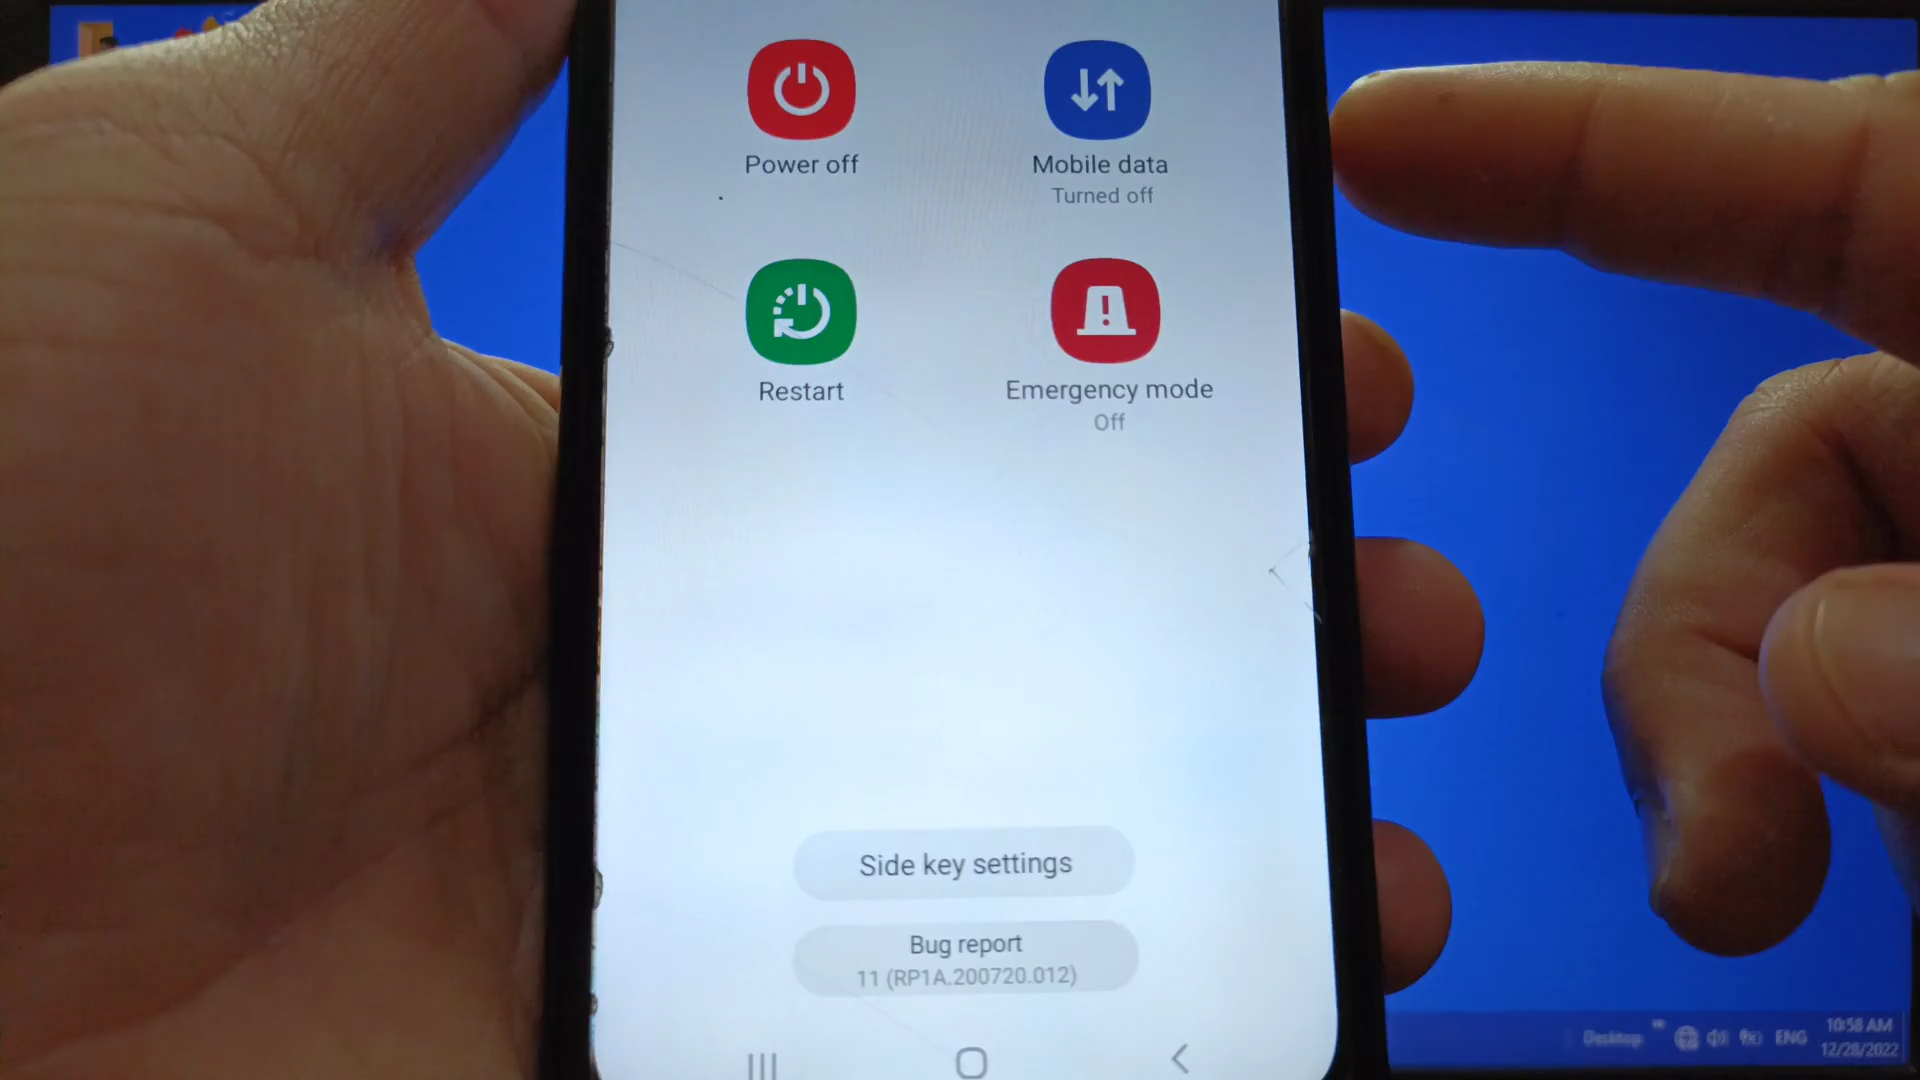 Power off
Mobile data
Turned off
Restart
Emergency mode
Off
Side key settings
Bug report
11 (RP1A.200720.012)
Desktop
ENG
10:58 AM
12/28/2022